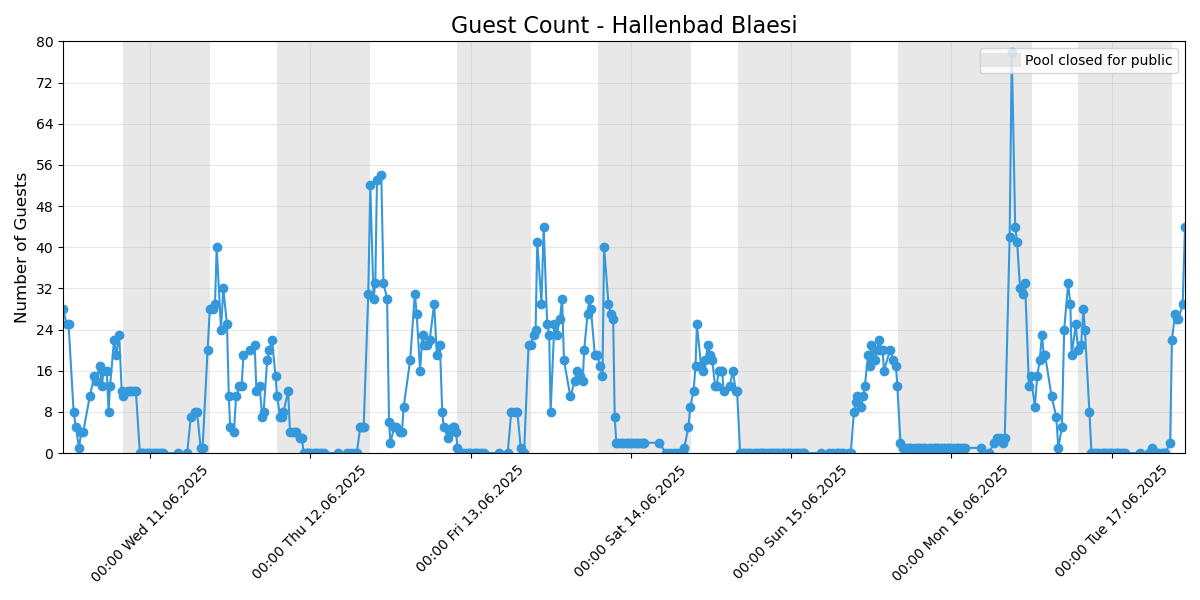 Guest Count - Hallenbad Blaesi
Number of Guests
80
72
64
56
48
40
32
24
16
8
0
Pool closed for public
00:00 Wed 11.06.2025
00:00 Thu 12.06.2025
00:00 Fri 13.06.2025
00:00 Sat 14.06.2025
00:00 Sun 15.06.2025
00:00 Mon 16.06.2025
00:00 Tue 17.06.2025